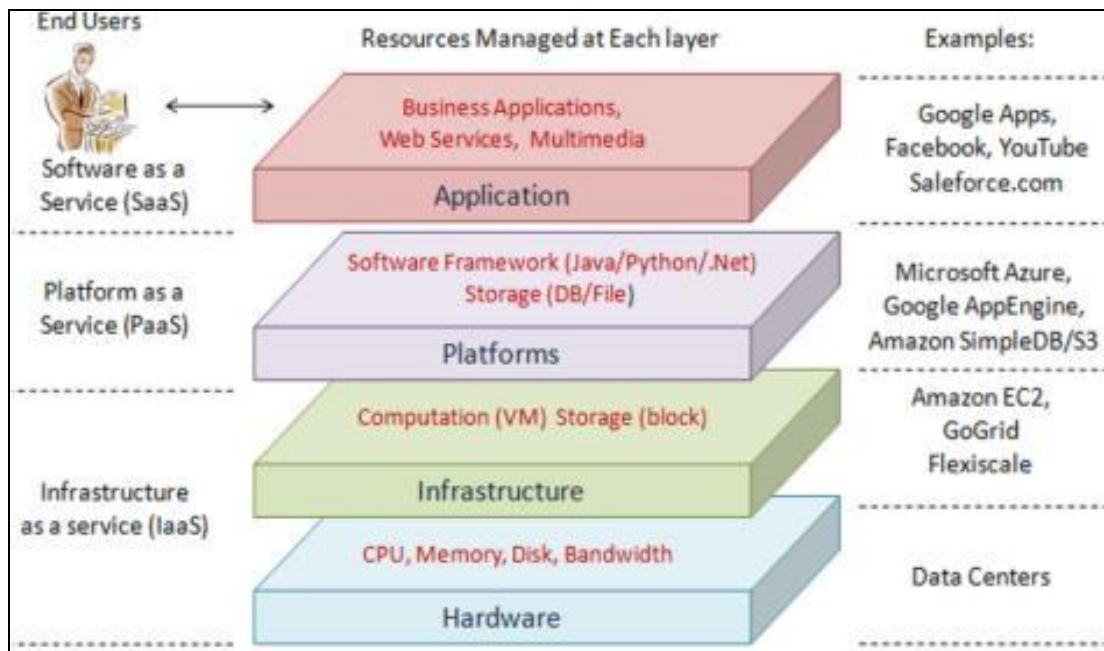 End Users
Resources Managed at Each layer
Examples:
Business Applications,
Web Services, Multimedia
Application
Software as a
Service (SaaS)
Google Apps,
Facebook, YouTube
Saleforce.com
Platform as a
Service (PaaS)
Software Framework (Java/Python/.Net)
Storage (DB/File)
Platforms
Microsoft Azure,
Google AppEngine,
Amazon SimpleDB/S3
Infrastructure
as a service (IaaS)
Computation (VM) Storage (block)
Infrastructure
Amazon EC2,
GoGrid
Flexiscale
CPU, Memory, Disk, Bandwidth
Hardware
Data Centers